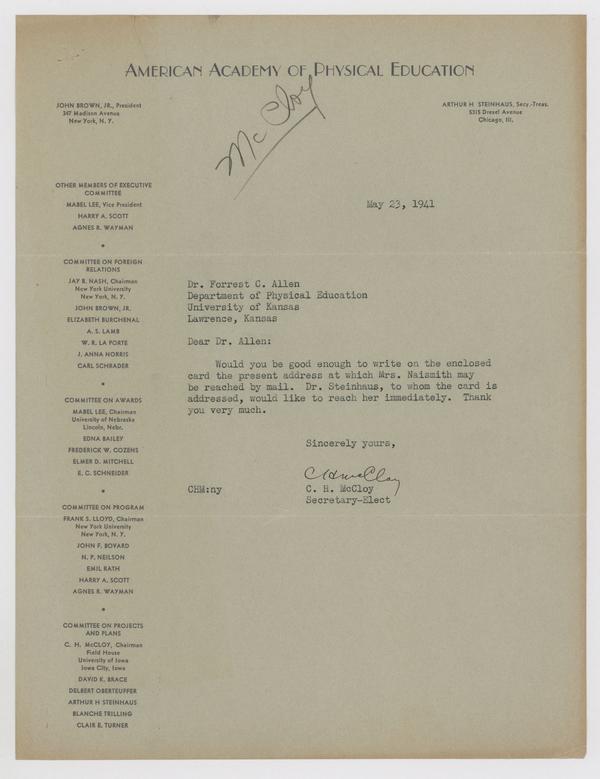 AMERICAN ACADEMY OF PHYSICAL EDUCATION
McCloy
JOHN BROWN, JR., President
347 Madison Avenue
New York, N. Y.
ARTHUR H STEINHAUS, Secy.-Treas.
5315 Drexel Avenue
Chicago, Ill.
OTHER MEMBERS OF EXECUTIVE
COMMITTEE
MABEL LEE, Vice President
HARRY A. SCOTT
AGNES R. WAYMAN
COMMITTEE ON FOREIGN
RELATIONS
JAY B. NASH, Chairman
New York University
New York, N. Y.
JOHN BROWN, JR.
ELIZABETH BURCHENAL
A. S. LAMB
W. R. LA PORTE
J. ANNA NORRIS
CARL SCHRADER
COMMITTEE ON AWARDS
MABEL LEE, Chairman
University of Nebraska
Lincoln, Nebr.
EDNA BAILEY
FREDERICK W. COZENS
ELMER D. MITCHELL
E. C. SCHNEIDER
COMMITTEE ON PROGRAM
FRANK S. LLOYD, Chairman
New York University
New York, N. Y.
JOHN F. BOVARD
N. P. NEILSON
EMIL RATH
HARRY A. SCOTT
AGNES R. WAYMAN
COMMITTEE ON PROJECTS
AND PLANS
C. H. McCLOY, Chairman
Field House
University of Iowa
Iowa City, Iowa
DAVID K. BRACE
DELBERT OBERTEUFFER
ARTHUR H STEINHAUS
BLANCHE TRILLING
CLAIR E. TURNER
May 23, 1941
Dr. Forrest C. Allen
Department of Physical Education
University of Kansas
Lawrence, Kansas
Dear Dr. Allen:
Would you be good enough to write on the enclosed
card the present address at which Mrs. Naismith may
be reached by mail. Dr. Steinhaus, to whom the card is
addressed, would like to reach her immediately. Thank
you very much.
Sincerely yours,
CHMcCloy
CHM:ny
C. H. McCloy
Secretary-Elect